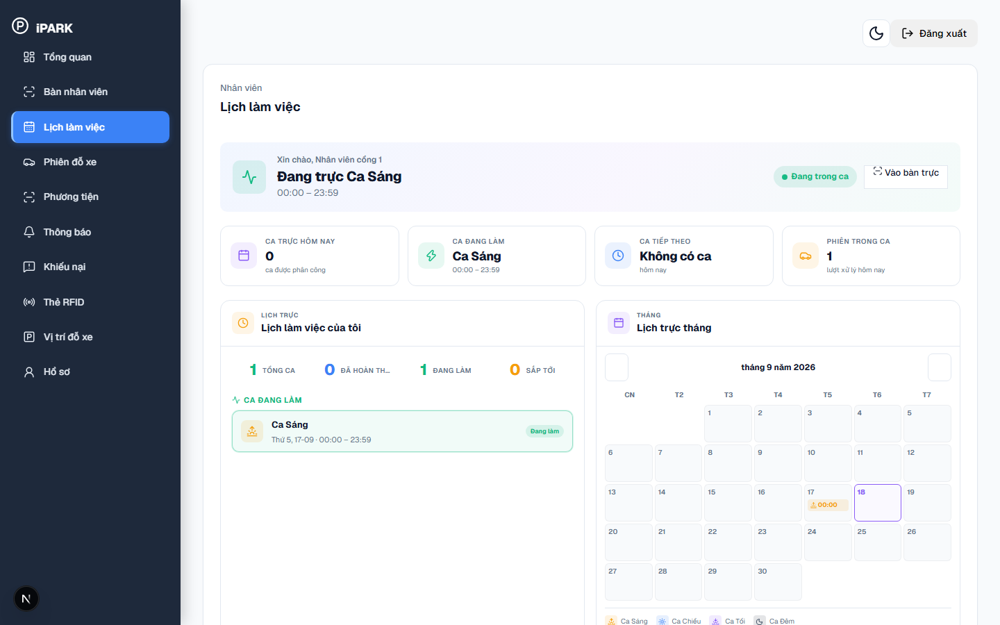 iPARK
Tổng quan
Bàn nhân viên
Lịch làm việc
Phiên đỗ xe
Phương tiện
Thông báo
Khiếu nại
Thẻ RFID
Vị trí đỗ xe
Hồ sơ
Đăng xuất
Nhân viên
Lịch làm việc
Xin chào, Nhân viên cổng 1
Đang trực Ca Sáng
00:00 – 23:59
Đang trong ca
Vào bàn trực
CA TRỰC HÔM NAY
0
ca được phân công
CA ĐANG LÀM
Ca Sáng
00:00 – 23:59
CA TIẾP THEO
Không có ca
hôm nay
PHIÊN TRONG CA
1
lượt xử lý hôm nay
LỊCH TRỰC
Lịch làm việc của tôi
1 TỔNG CA
0 ĐÃ HOÀN TH...
1 ĐANG LÀM
0 SẮP TỚI
CA ĐANG LÀM
Ca Sáng
Thứ 5, 17-09 · 00:00 – 23:59
Đang làm
THÁNG
Lịch trực tháng
tháng 9 năm 2026
CN T2 T3 T4 T5 T6 T7
1 2 3 4 5
6 7 8 9 10 11 12
13 14 15 16 17 18 19
00:00
20 21 22 23 24 25 26
27 28 29 30
Ca Sáng Ca Chiều Ca Tối Ca Đêm